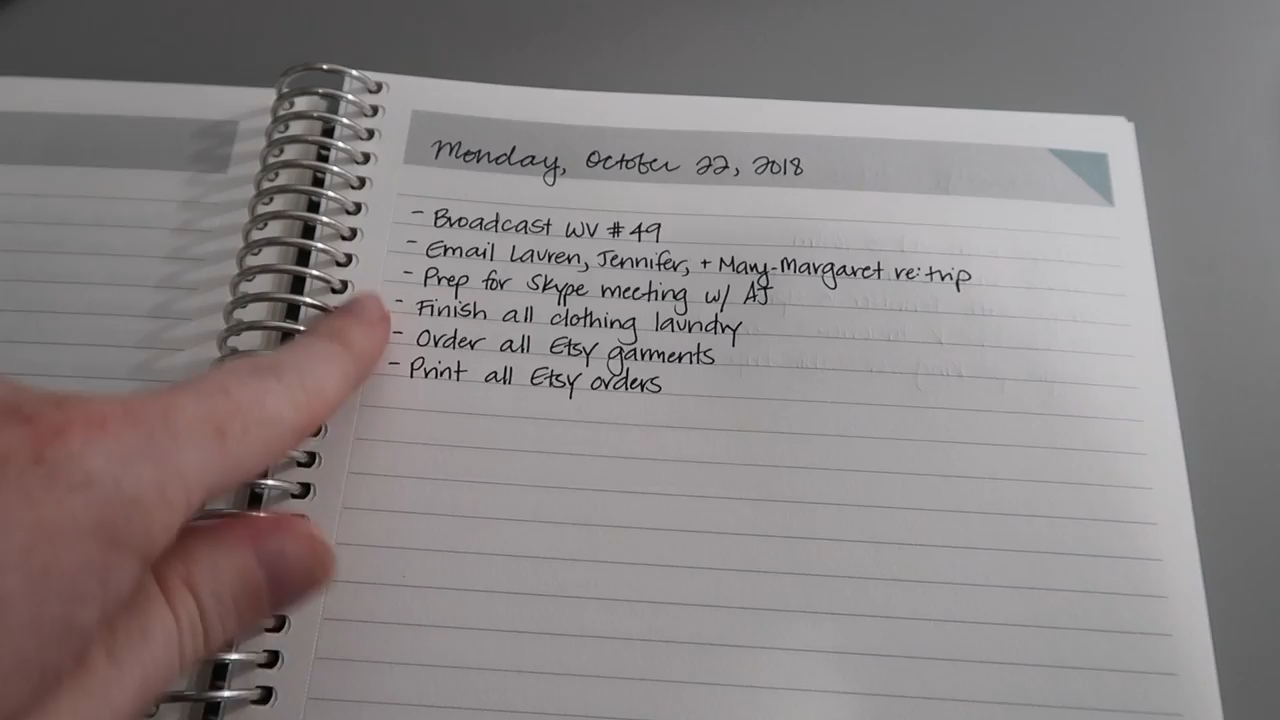 Monday, October 22, 2018
- Broadcast WV #49
- Email Lauren, Jennifer, + Mary-Margaret re: trip
- Prep for Skype meeting w/ AJ
- Finish all clothing laundry
- Order all Etsy garments
- Print all Etsy orders